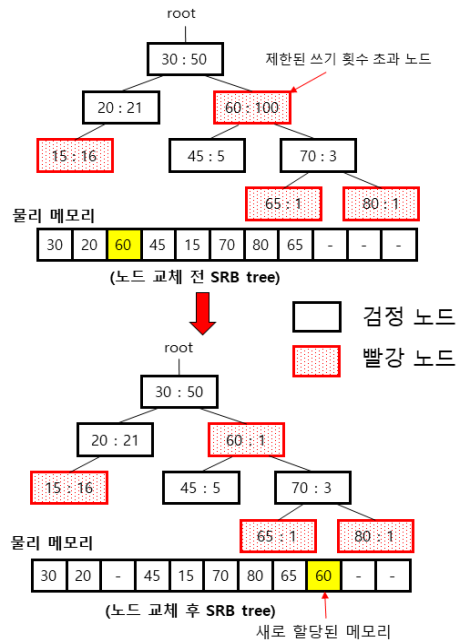 root
30 : 50
제한된 쓰기 횟수 초과 노드
20 : 21
60 : 100
15 : 16
45 : 5
70 : 3
65 : 1
80 : 1
물리 메모리
30 20 60 45 15 70 80 65 - - -
(노드 교체 전 SRB tree)
검정 노드
빨강 노드
root
30 : 50
20 : 21
60 : 1
15 : 16
45 : 5
70 : 3
65 : 1
80 : 1
물리 메모리
30 20 - 45 15 70 80 65 60 - -
(노드 교체 후 SRB tree)
새로 할당된 메모리